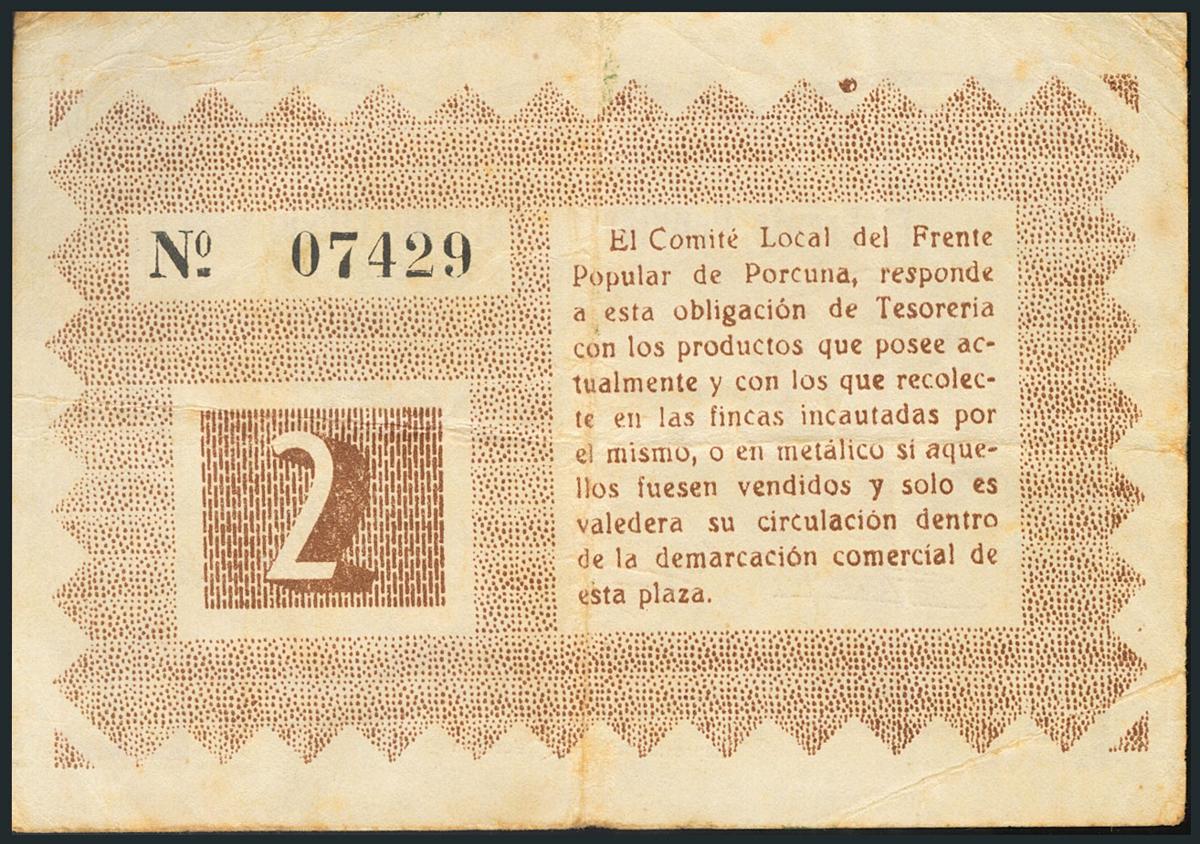 Nº 07429
2
El Comité Local del Frente
Popular de Porcuna, responde
a esta obligación de Tesoreria
con los productos que posee ac-
tualmente y con los que recolec-
te en las fincas incautadas por
el mismo, o en metálico si aque-
llos fuesen vendidos y solo es
valedera su circulación dentro
de la demarcación comercial de
esta plaza.